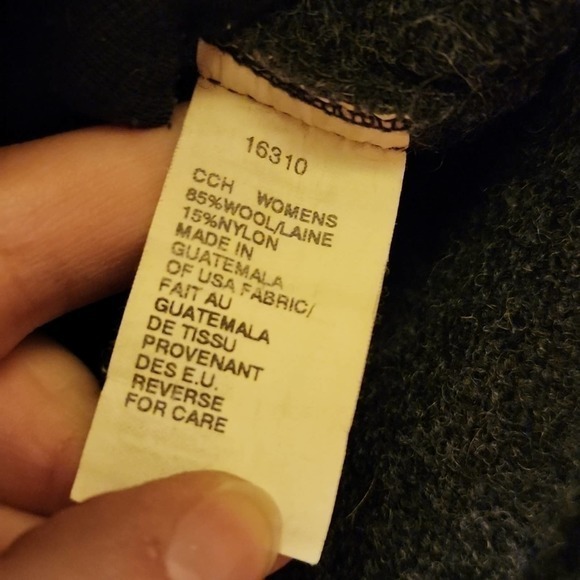 16310
CCH WOMENS
85%WOOL/LAINE
15%NYLON
MADE IN
GUATEMALA
OF USA FABRIC/
FAIT AU
GUATEMALA
DE TISSU
PROVENANT
DES E.U.
REVERSE
FOR CARE